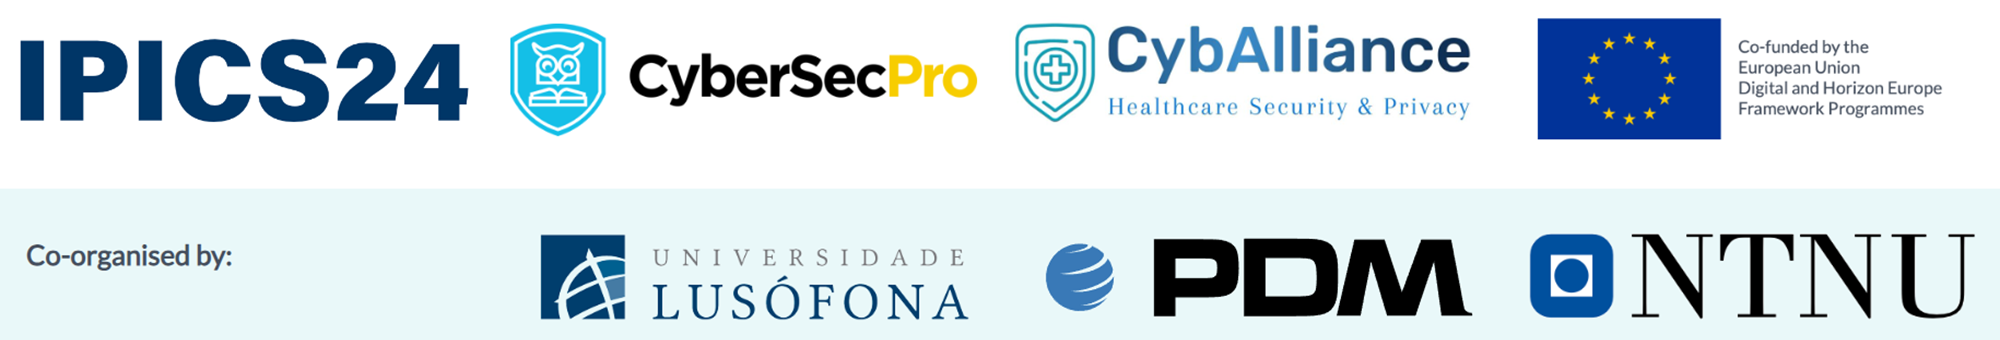 IPICS24
CyberSecPro
CybAlliance
Healthcare Security & Privacy
Co-funded by the
European Union
Digital and Horizon Europe
Framework Programmes
Co-organised by:
UNIVERSIDADE
LUSÓFONA
PDM
NTNU